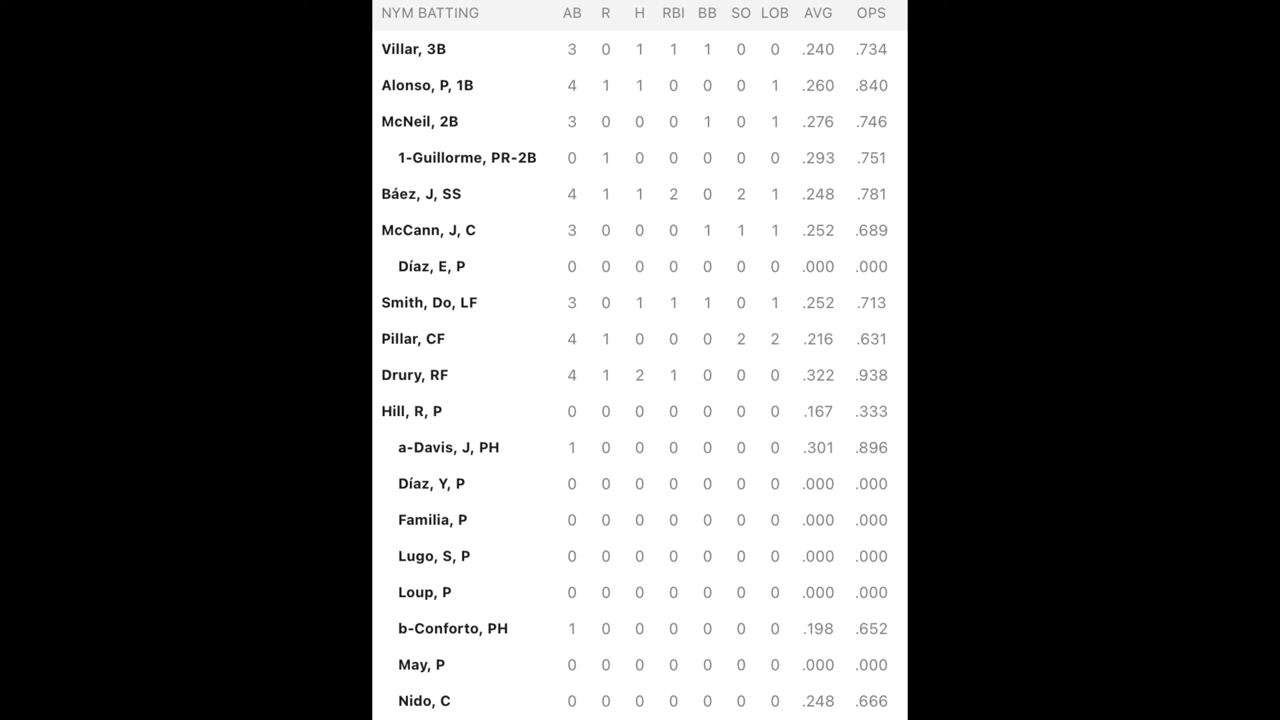 NYM BATTING AB R H RBI BB SO LOB AVG OPS
Villar, 3B 3 0 1 1 1 0 0 .240 .734
Alonso, P, 1B 4 1 1 0 0 0 1 .260 .840
McNeil, 2B 3 0 0 0 1 0 1 .276 .746
1-Guillorme, PR-2B 0 1 0 0 0 0 0 .293 .751
Báez, J, SS 4 1 1 2 0 2 1 .248 .781
McCann, J, C 3 0 0 0 1 1 1 .252 .689
Díaz, E, P 0 0 0 0 0 0 0 .000 .000
Smith, Do, LF 3 0 1 1 1 0 1 .252 .713
Pillar, CF 4 1 0 0 0 2 2 .216 .631
Drury, RF 4 1 2 1 0 0 0 .322 .938
Hill, R, P 0 0 0 0 0 0 0 .167 .333
a-Davis, J, PH 1 0 0 0 0 0 0 .301 .896
Díaz, Y, P 0 0 0 0 0 0 0 .000 .000
Familia, P 0 0 0 0 0 0 0 .000 .000
Lugo, S, P 0 0 0 0 0 0 0 .000 .000
Loup, P 0 0 0 0 0 0 0 .000 .000
b-Conforto, PH 1 0 0 0 0 0 0 .198 .652
May, P 0 0 0 0 0 0 0 .000 .000
Nido, C 0 0 0 0 0 0 0 .248 .666